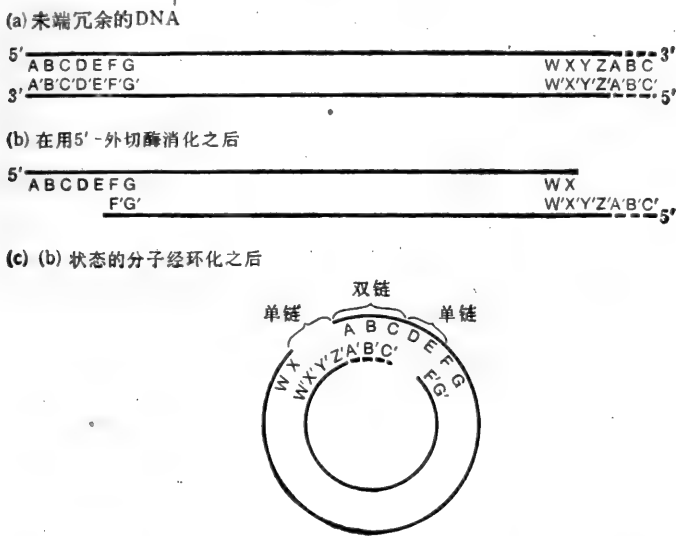 (a) 末端冗余的DNA
5′ 3′
ABCDEFG WXYZABC
A′B′C′D′E′F′G′ W′X′Y′Z′A′B′C′
3′ 5′
(b) 在用5′-外切酶消化之后
5′
ABCDEFG WX
F′G′ W′X′Y′Z′A′B′C′
5′
(c) (b) 状态的分子经环化之后
双链
单链 单链
WX ABCDEFG
W′X′Y′Z′A′B′C′ F′G′